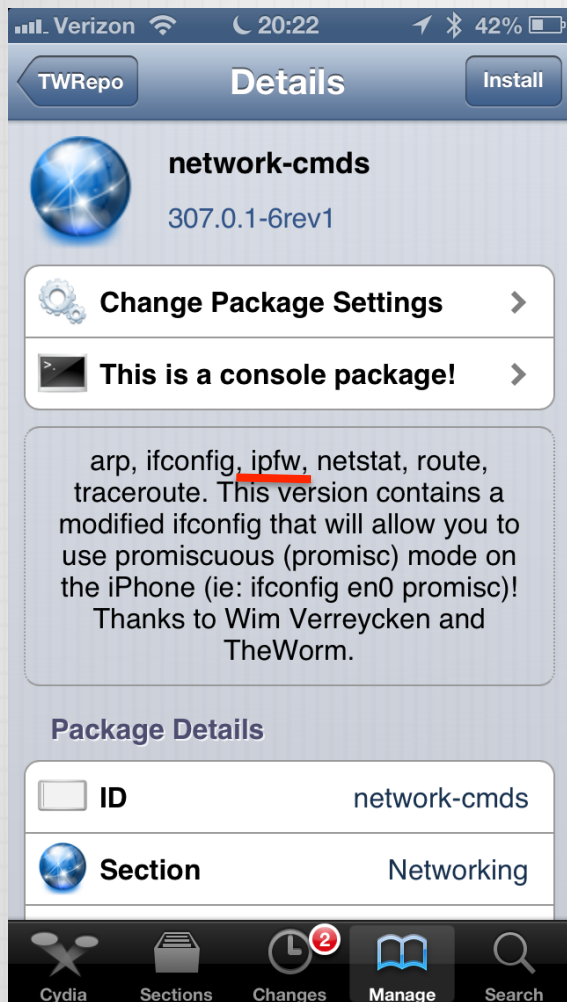 Verizon 20:22 42%
TWRepo Details Install
network-cmds
307.0.1-6rev1
Change Package Settings
>_
This is a console package!
arp, ifconfig, ipfw, netstat, route,
traceroute. This version contains a
modified ifconfig that will allow you to
use promiscuous (promisc) mode on
the iPhone (ie: ifconfig en0 promisc)!
Thanks to Wim Verreycken and
TheWorm.
Package Details
ID network-cmds
Section Networking
2
Cydia Sections Changes Manage Search